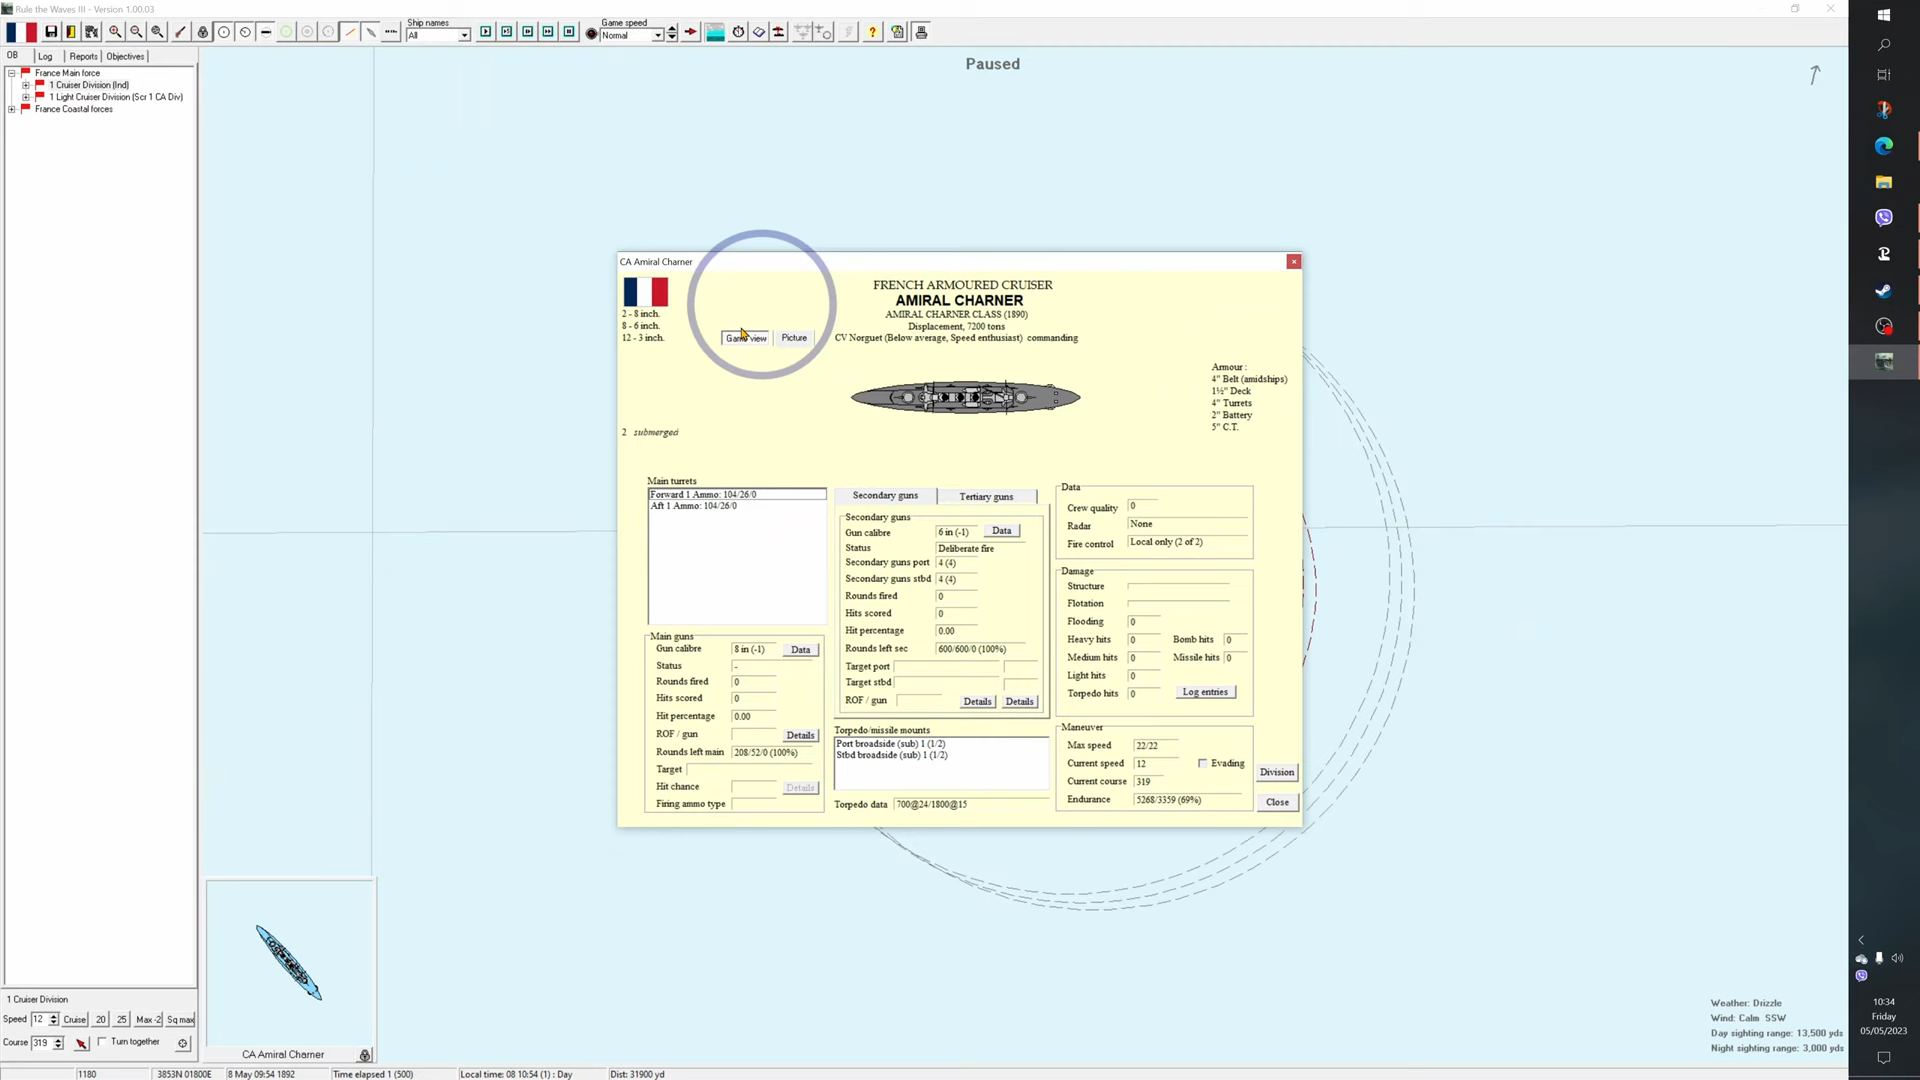 Rule the Waves III - Version 1.00.03
Ship names
All
Game speed
Normal
OB
Log
Reports
Objectives
France Main force
1 Cruiser Division (Ind)
1 Light Cruiser Division (Scr 1 CA Div)
France Coastal forces
Paused
CA Amiral Charner
2 - 8 inch.
8 - 6 inch.
12 - 3 inch.
Game view
Picture
FRENCH ARMOURED CRUISER
AMIRAL CHARNER
AMIRAL CHARNER CLASS (1890)
Displacement, 7200 tons
CV Norguet (Below average, Speed enthusiast) commanding
Armour :
4" Belt (amidships)
1½" Deck
4" Turrets
2" Battery
5" C.T.
2 submerged
Main turrets
Forward 1 Ammo: 104/26/0
Aft 1 Ammo: 104/26/0
Main guns
Gun calibre 8 in (-1) Data
Status -
Rounds fired 0
Hits scored 0
Hit percentage 0.00
ROF / gun Details
Rounds left main 208/52/0 (100%)
Target
Hit chance Details
Firing ammo type
Secondary guns
Tertiary guns
Secondary guns
Gun calibre 6 in (-1) Data
Status Deliberate fire
Secondary guns port 4 (4)
Secondary guns stbd 4 (4)
Rounds fired 0
Hits scored 0
Hit percentage 0.00
Rounds left sec 600/600/0 (100%)
Target port
Target stbd
ROF / gun Details Details
Torpedo/missile mounts
Port broadside (sub) 1 (1/2)
Stbd broadside (sub) 1 (1/2)
Torpedo data 700@24/1800@15
Data
Crew quality 0
Radar None
Fire control Local only (2 of 2)
Damage
Structure
Flotation
Flooding 0
Heavy hits 0 Bomb hits 0
Medium hits 0 Missile hits 0
Light hits 0
Torpedo hits 0 Log entries
Maneuver
Max speed 22/22
Current speed 12 Evading
Current course 319
Endurance 5268/3359 (69%)
Division
Close
1 Cruiser Division
Speed 12 Cruise 20 25 Max -2 Sq max
Course 319 Turn together
CA Amiral Charner
Weather: Drizzle
Wind: Calm SSW
Day sighting range: 13,500 yds
Night sighting range: 3,000 yds
1180
3853N 01800E
8 May 09:54 1892
Time elapsed 1 (500)
Local time: 08 10:54 (1) : Day
Dist: 31900 yd
10:34
Friday
05/05/2023